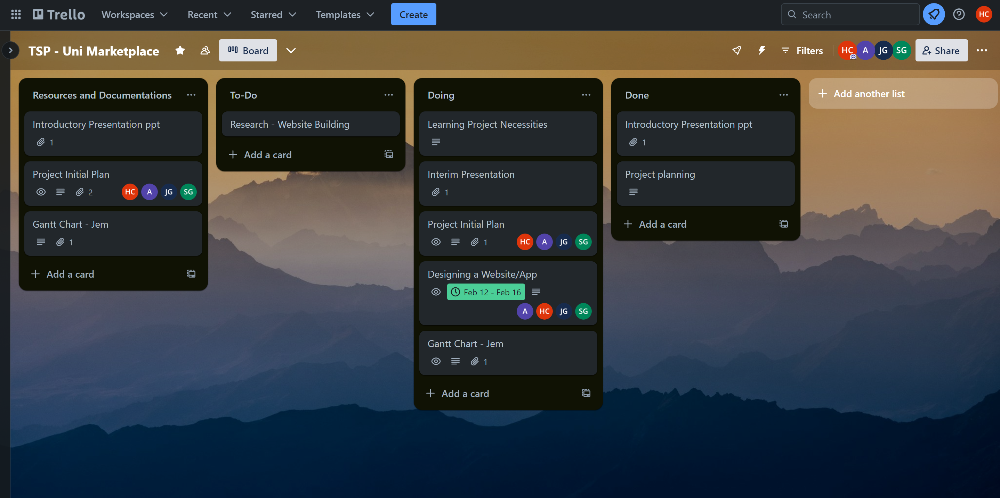 Trello
Workspaces
Recent
Starred
Templates
Create
Search
HC
TSP - Uni Marketplace
Board
Filters
HC A JG SG
Share
Resources and Documentations
Introductory Presentation ppt
1
Project Initial Plan
2 HC A JG SG
Gantt Chart - Jem
1
Add a card
To-Do
Research - Website Building
Add a card
Doing
Learning Project Necessities
Interim Presentation
1
Project Initial Plan
1 HC A JG SG
Designing a Website/App
Feb 12 - Feb 16
A HC JG SG
Gantt Chart - Jem
1
Add a card
Done
Introductory Presentation ppt
1
Project planning
Add a card
Add another list